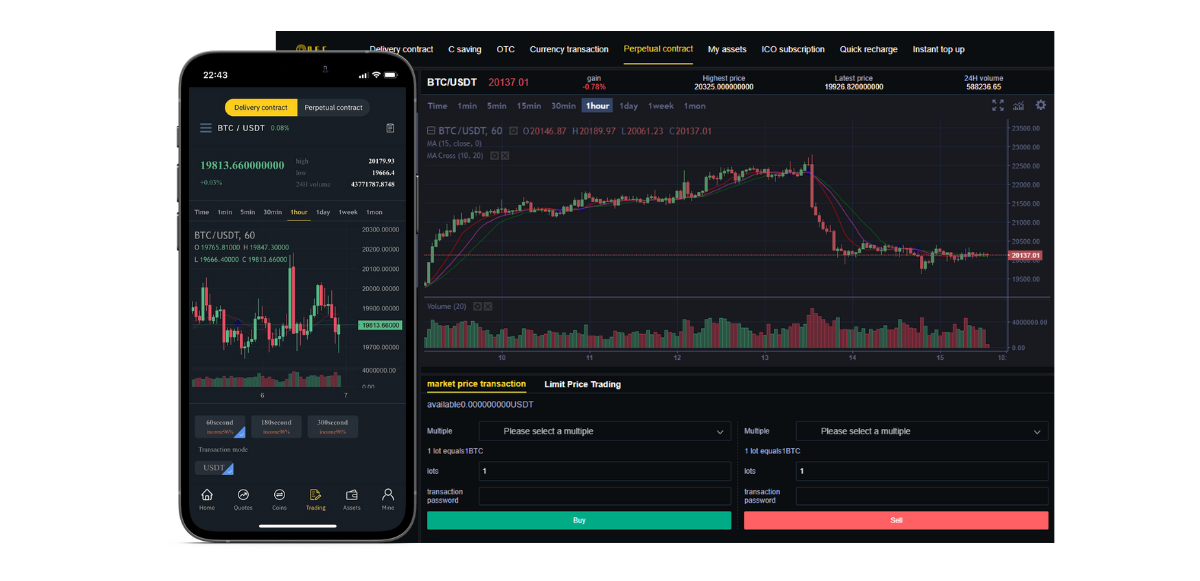 Delivery contract C saving OTC Currency transaction Perpetual contract My assets ICO subscription Quick recharge Instant top up
BTC/USDT 20137.01 gain Highest price Latest price 24H volume
-0.78% 20325.000000000 19926.820000000 588236.65
Time 1min 5min 15min 30min 1hour 1day 1week 1mon
BTC/USDT, 60 O20146.87 H20189.97 L20061.23 C20137.01
MA (15, close, 0)
MA Cross (10, 20)
23500.00
23000.00
22500.00
22000.00
21500.00
21000.00
20500.00
20137.01
20000.00
19500.00
Volume (20)
4000000.00
0.00
10 11 12 13 14 15 18:
market price transaction Limit Price Trading
available0.000000000USDT
Multiple Please select a multiple
1 lot equals1BTC
lots 1
transaction
password
Buy
Multiple Please select a multiple
1 lot equals1BTC
lots 1
transaction
password
Sell
22:43
Delivery contract Perpetual contract
BTC / USDT 0.08%
19813.660000000
+0.03%
high 20179.93
low 19666.4
24H volume 43771787.8748
Time 1min 5min 30min 1hour 1day 1week 1mon
BTC/USDT, 60
O 19765.81000 H 19847.30000
L 19666.40000 C 19813.66000
20300.00000
20200.00000
20100.00000
20000.00000
19900.00000
19813.66000
19700.00000
4000000.00
0.00
6 7
60second 180second 300second
income96% income96% income96%
Transaction mode
USDT
Home Quotes Coins Trading Assets Mine